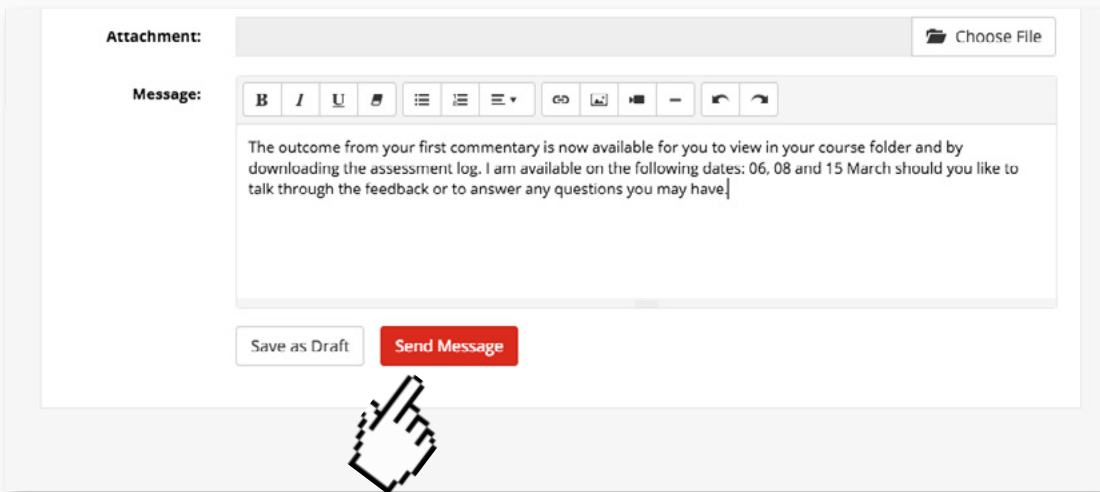 Attachment:
Choose File
Message:
B I U
The outcome from your first commentary is now available for you to view in your course folder and by
downloading the assessment log. I am available on the following dates: 06, 08 and 15 March should you like to
talk through the feedback or to answer any questions you may have.
Save as Draft
Send Message